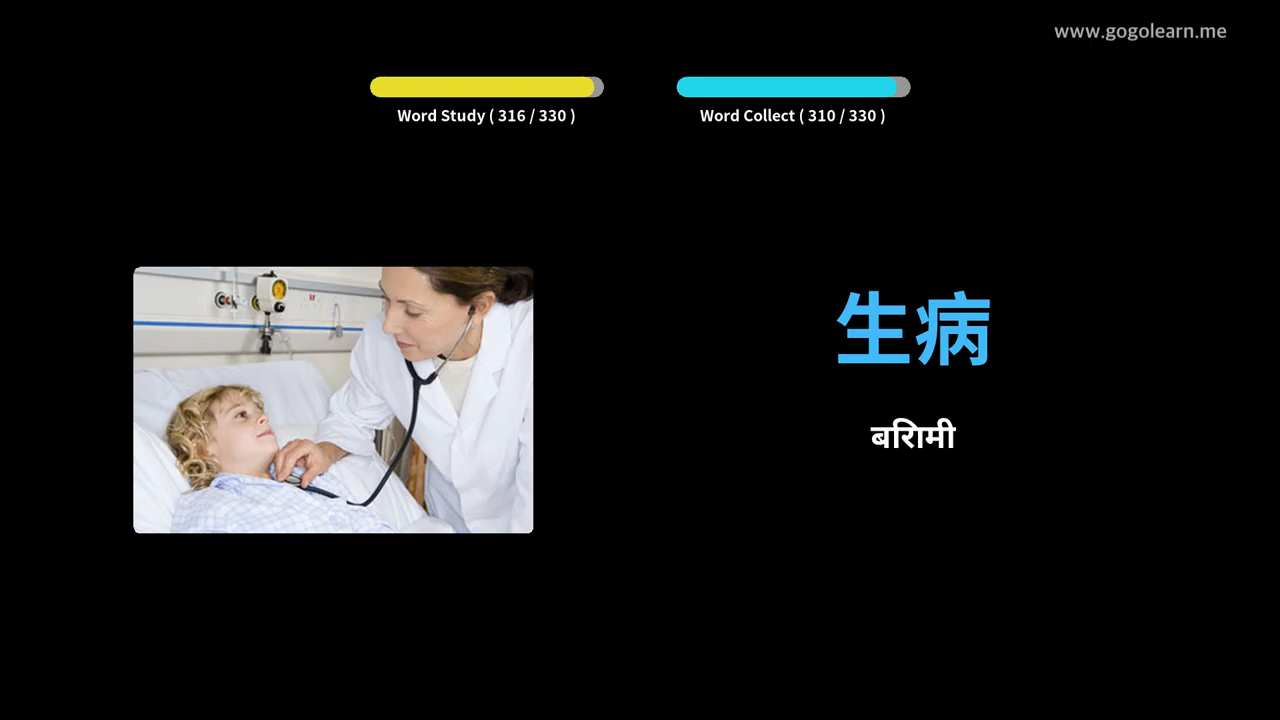 www.gogolearn.me
Word Study ( 316 / 330 )
Word Collect ( 310 / 330 )
生病
बरिामी